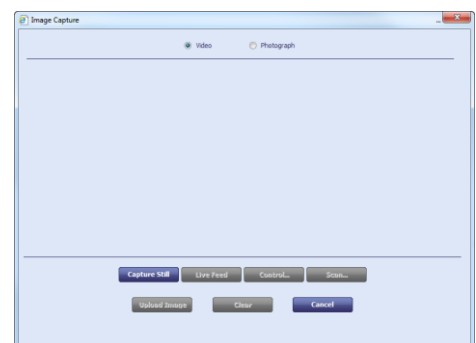 Image Capture
Video Photograph
Capture Still Live Feed Control... Scan...
Upload Image Clear Cancel